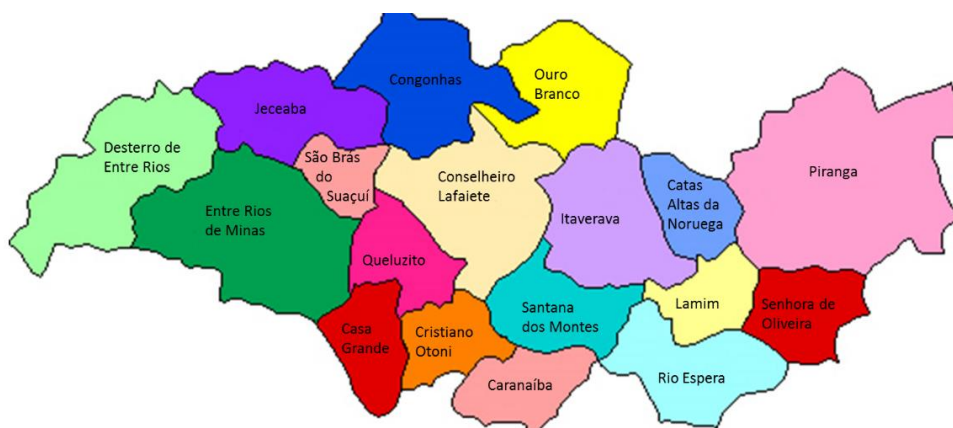 Congonhas
Ouro
Branco
Jeceaba
Desterro de
Entre Rios
São Brás
do
Suaçuí
Conselheiro
Lafaiete
Catas
Altas da
Noruega
Piranga
Entre Rios
de Minas
Itaverava
Queluzito
Santana
dos Montes
Lamim
Senhora de
Oliveira
Casa
Grande
Cristiano
Otoni
Caranaíba
Rio Espera